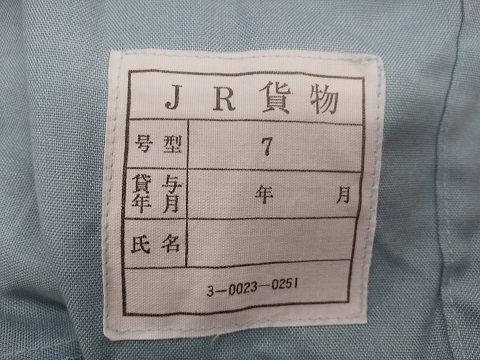 JR貨物
号型 7
貸与年月 年 月
氏名
3-0023-0251